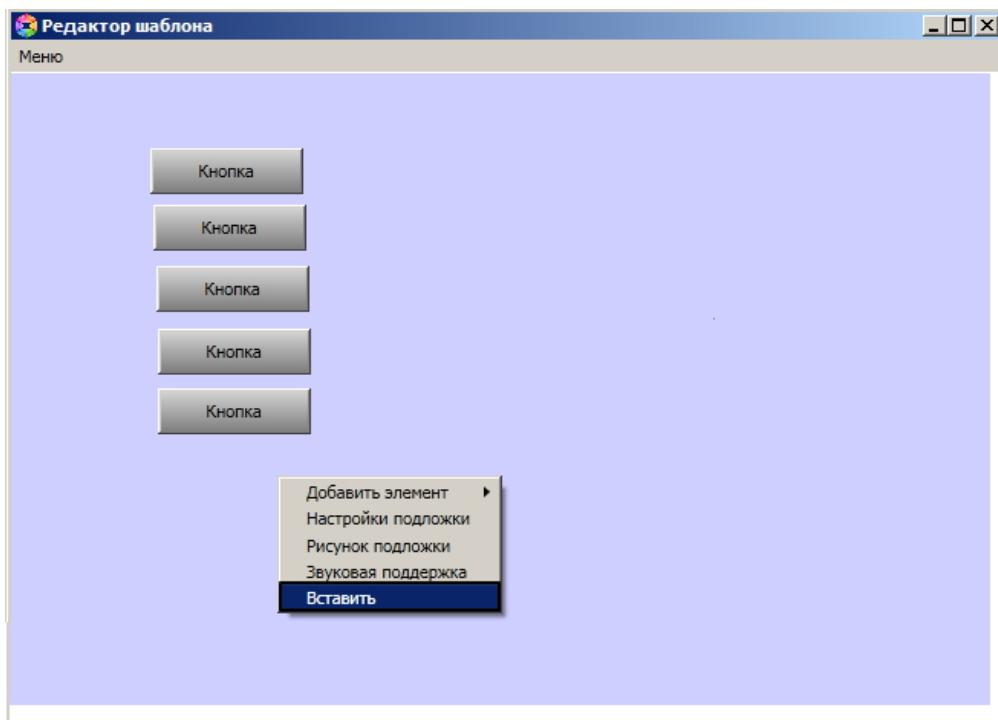 Редактор шаблона
Меню
Кнопка
Кнопка
Кнопка
Кнопка
Кнопка
Добавить элемент
Настройки подложки
Рисунок подложки
Звуковая поддержка
Вставить